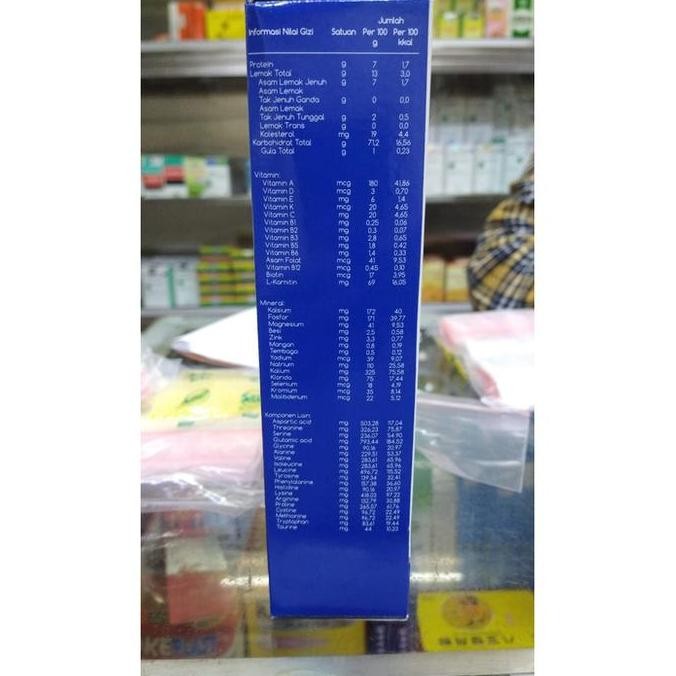 Jumlah
Informasi Nilai Gizi Satuan Per 100 g Per 100 kkal
Protein g 7 1,7
Lemak Total g 13 3,0
Asam Lemak Jenuh g 7 1,7
Asam Lemak
Tak Jenuh Ganda g 0 0,0
Asam Lemak
Tak Jenuh Tunggal g 2 0,5
Lemak Trans g 0 0,0
Kolesterol mg 19 4,4
Karbohidrat Total g 71,2 16,56
Gula Total g 1 0,23
Vitamin:
Vitamin A mcg 180 41,86
Vitamin D mcg 3 0,70
Vitamin E mg 6 1,4
Vitamin K mcg 20 4,65
Vitamin C mg 20 4,65
Vitamin B1 mg 0,25 0,06
Vitamin B2 mg 0,3 0,07
Vitamin B3 mg 2,8 0,65
Vitamin B5 mg 1,8 0,42
Vitamin B6 mg 1,4 0,33
Asam Folat mcg 41 9,53
Vitamin B12 mcg 0,45 0,10
Biotin mcg 17 3,95
L-Karnitin mg 69 16,05
Mineral:
Kalsium mg 172 40
Fosfor mg 171 39,77
Magnesium mg 41 9,53
Besi mg 2,5 0,58
Zink mg 3,3 0,77
Mangan mg 0,8 0,19
Tembaga mg 0,5 0,12
Yodium mcg 39 9,07
Natrium mg 110 25,58
Kalium mg 325 75,58
Klorida mg 75 17,44
Selenium mcg 18 4,19
Kromium mcg 35 8,14
Molibdenum mcg 22 5,12
Komponen Lain:
Aspartic acid mg 503,28 117,04
Threonine mg 326,23 75,87
Serine mg 236,07 54,90
Glutamic acid mg 793,44 184,52
Glycine mg 90,16 20,97
Alanine mg 229,51 53,37
Valine mg 283,61 65,96
Isoleucine mg 283,61 65,96
Leucine mg 496,72 115,52
Tyrosine mg 139,34 32,41
Phenylalanine mg 157,38 36,60
Histidine mg 90,16 20,97
Lysine mg 418,03 97,22
Arginine mg 132,79 30,88
Proline mg 265,57 61,76
Cystine mg 96,72 22,49
Methionine mg 96,72 22,49
Tryptophan mg 83,61 19,44
Taurine mg 44 10,23